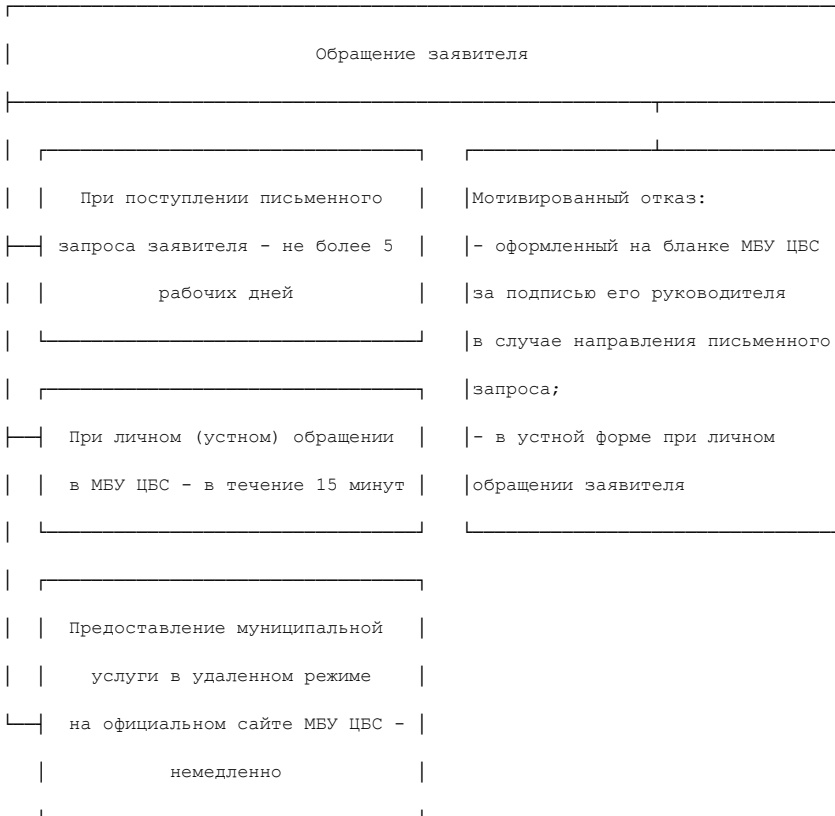 Обращение заявителя
При поступлении письменного
запроса заявителя - не более 5
рабочих дней
Мотивированный отказ:
- оформленный на бланке МБУ ЦБС
за подписью его руководителя
в случае направления письменного
запроса;
- в устной форме при личном
обращении заявителя
При личном (устном) обращении
в МБУ ЦБС - в течение 15 минут
Предоставление муниципальной
услуги в удаленном режиме
на официальном сайте МБУ ЦБС -
немедленно